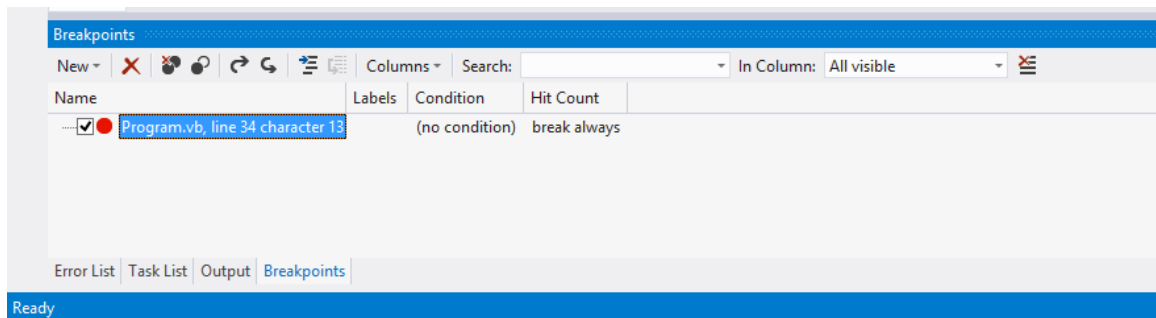 Breakpoints
New Columns Search: In Column: All visible
Name Labels Condition Hit Count
Program.vb, line 34 character 13 (no condition) break always
Error List Task List Output Breakpoints
Ready